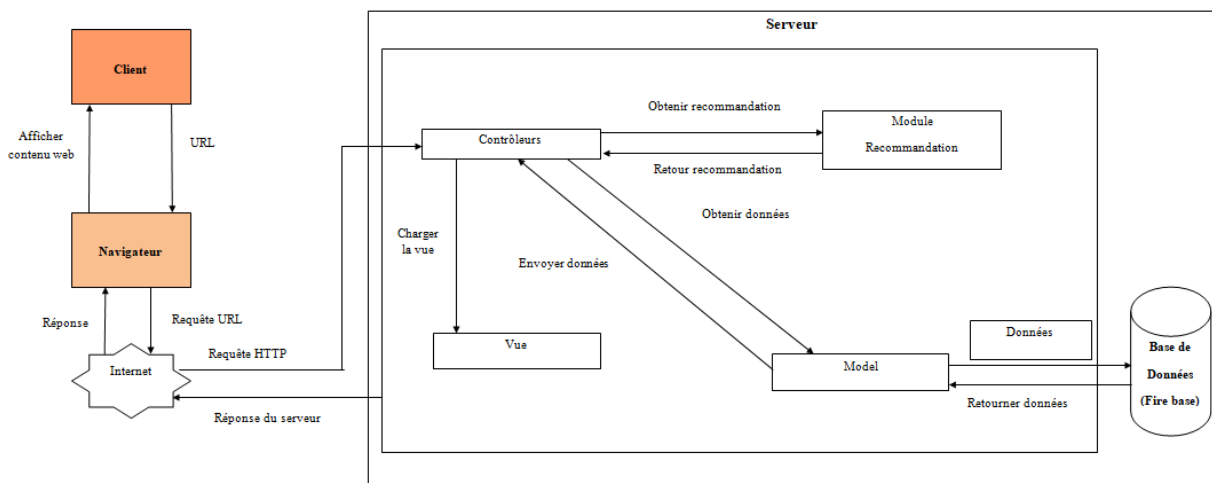 Serveur
Client
Afficher
contenu web
URL
Navigateur
Réponse
Requête URL
Internet
Requête HTTP
Réponse du serveur
Contrôleurs
Obtenir recommandation
Module
Recommandation
Retour recommandation
Obtenir données
Charger
la vue
Envoyer données
Vue
Données
Model
Retourner données
Base de
Données
(Fire base)